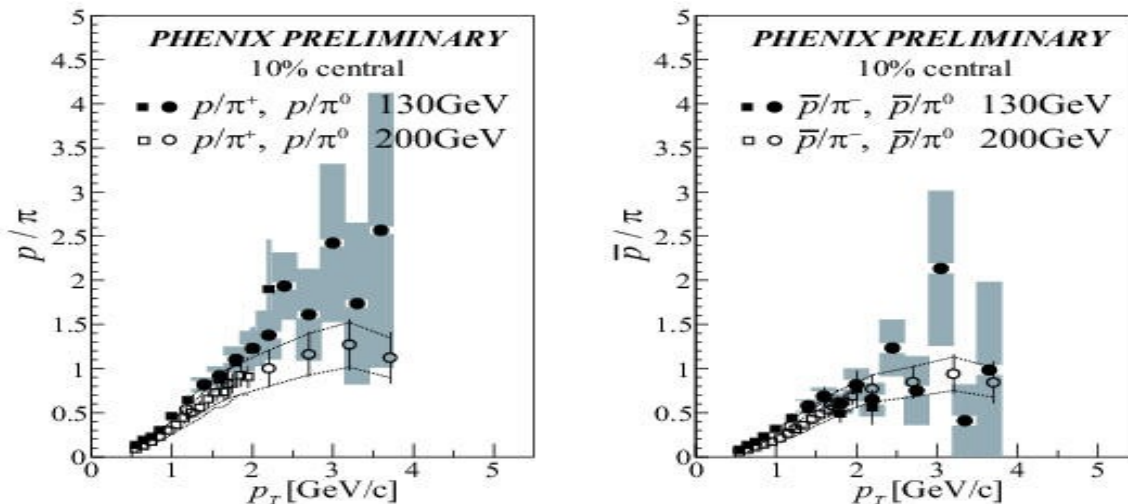 PHENIX PRELIMINARY
10% central
p/π⁺, p/π⁰ 130GeV
p/π⁺, p/π⁰ 200GeV
p/π
5
4.5
4
3.5
3
2.5
2
1.5
1
0.5
0
0 1 2 3 4 5
p_T [GeV/c]
PHENIX PRELIMINARY
10% central
p̅/π⁻, p̅/π⁰ 130GeV
p̅/π⁻, p̅/π⁰ 200GeV
p̅/π
5
4.5
4
3.5
3
2.5
2
1.5
1
0.5
0
0 1 2 3 4 5
p_T [GeV/c]